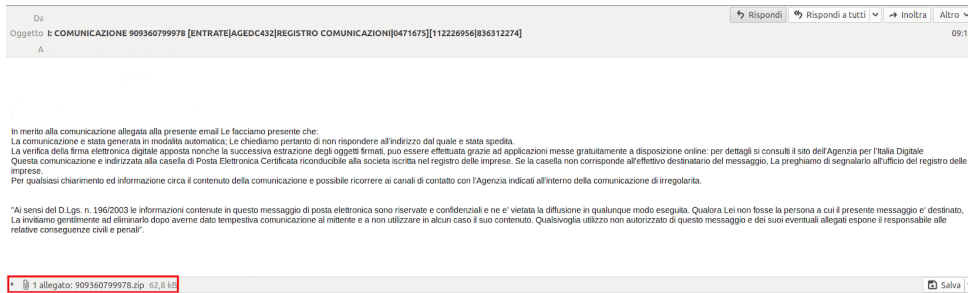 Rispondi Rispondi a tutti Inoltra Altro
Da
Oggetto I: COMUNICAZIONE 909360799978 [ENTRATE|AGEDC432|REGISTRO COMUNICAZIONI|0471675][112226956|836312274] 09:1
A
In merito alla comunicazione allegata alla presente email Le facciamo presente che:
La comunicazione e stata generata in modalita automatica; Le chiediamo pertanto di non rispondere all'indirizzo dal quale e stata spedita.
La verifica della firma elettronica digitale apposta nonche la successiva estrazione degli oggetti firmati, puo essere effettuata grazie ad applicazioni messe gratuitamente a disposizione online: per dettagli si consulti il sito dell'Agenzia per l'Italia Digitale
Questa comunicazione e indirizzata alla casella di Posta Elettronica Certificata riconducibile alla societa iscritta nel registro delle imprese. Se la casella non corrisponde all'effettivo destinatario del messaggio, La preghiamo di segnalarlo all'ufficio del registro delle
imprese.
Per qualsiasi chiarimento ed informazione circa il contenuto della comunicazione e possibile ricorrere ai canali di contatto con l'Agenzia indicati all'interno della comunicazione di irregolarita.
"Ai sensi del D.Lgs. n. 196/2003 le informazioni contenute in questo messaggio di posta elettronica sono riservate e confidenziali e ne e' vietata la diffusione in qualunque modo eseguita. Qualora Lei non fosse la persona a cui il presente messaggio e' destinato,
La invitiamo gentilmente ad eliminarlo dopo averne dato tempestiva comunicazione al mittente e a non utilizzare in alcun caso il suo contenuto. Qualsivoglia utilizzo non autorizzato di questo messaggio e dei suoi eventuali allegati espone il responsabile alle
relative conseguenze civili e penali".
1 allegato: 909360799978.zip 62,8 kB Salva